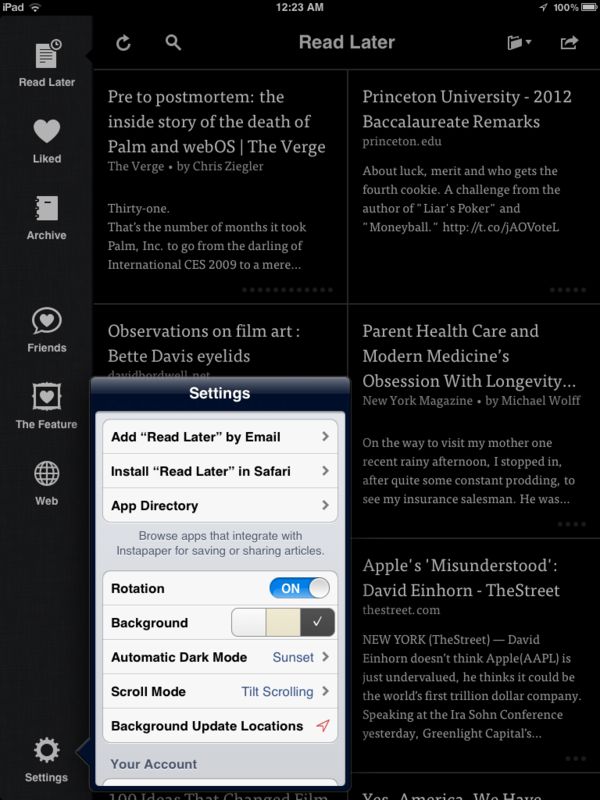 iPad
12:23 AM
100%
Read Later
Read Later
Liked
Archive
Friends
The Feature
Web
Settings
Pre to postmortem: the
inside story of the death of
Palm and webOS | The Verge
The Verge • by Chris Ziegler
Thirty-one.
That's the number of months it took
Palm, Inc. to go from the darling of
International CES 2009 to a mere...
Princeton University - 2012
Baccalaureate Remarks
princeton.edu
About luck, merit and who gets the
fourth cookie. A challenge from the
author of "Liar's Poker" and
"Moneyball." http://t.co/jAOVoteL
Observations on film art :
Bette Davis eyelids
davidbordwell.net
Parent Health Care and
Modern Medicine's
Obsession With Longevity...
New York Magazine • by Michael Wolff
On the way to visit my mother one
recent rainy afternoon, I stopped in,
after quite some constant prodding, to
see my insurance salesman. He was...
Settings
Add “Read Later” by Email
Install “Read Later” in Safari
App Directory
Browse apps that integrate with
Instapaper for saving or sharing articles.
Rotation ON
Background
Automatic Dark Mode Sunset
Scroll Mode Tilt Scrolling
Background Update Locations
Your Account
Apple's 'Misunderstood':
David Einhorn - TheStreet
thestreet.com
NEW YORK (TheStreet) — David
Einhorn doesn't think Apple(AAPL) is
just undervalued, he thinks it could be
the world's first trillion dollar company.
Speaking at the Ira Sohn Conference
yesterday, Greenlight Capital's...
100 Ideas That Changed Film
Yes, America, We Have